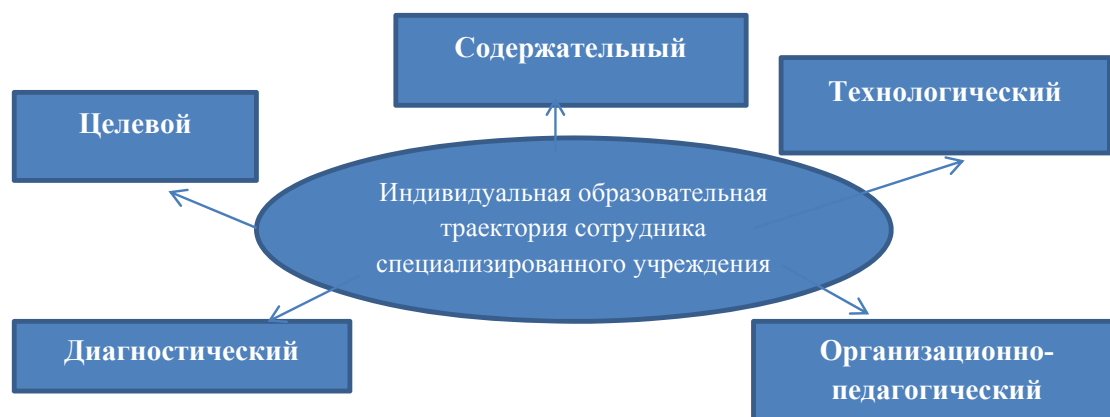 Содержательный
Технологический
Целевой
Индивидуальная образовательная
траектория сотрудника
специализированного учреждения
Диагностический
Организационно-
педагогический